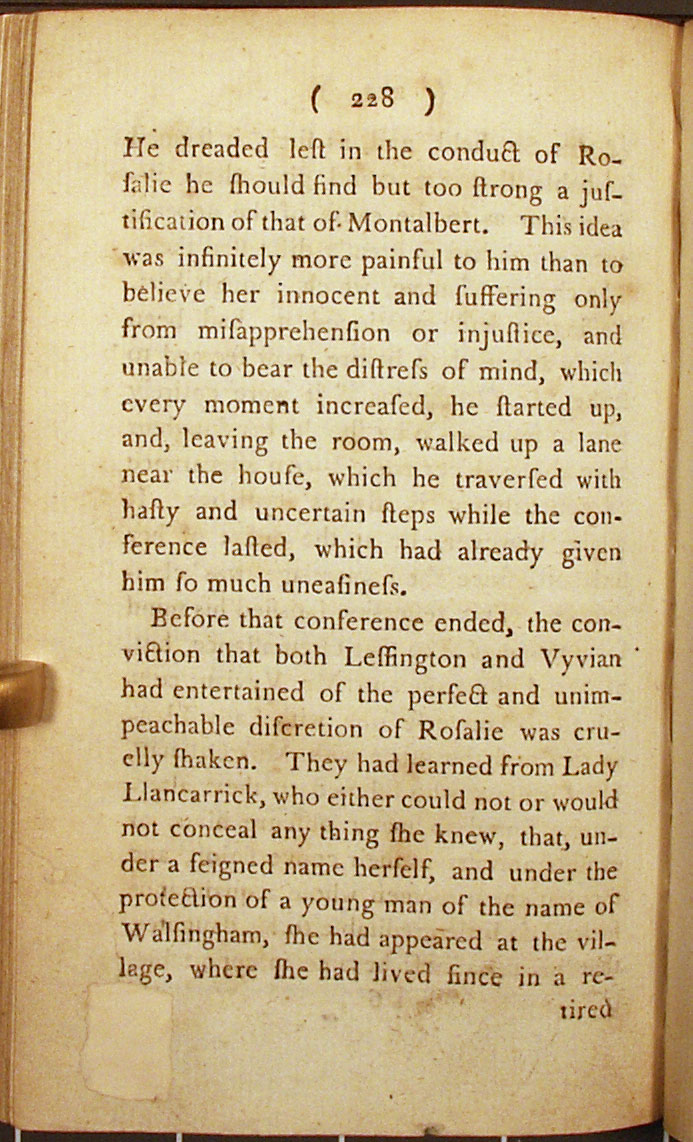 ( 228 )
He dreaded leſt in the conduct of Ro-
ſalie he ſhould find but too ſtrong a juſ-
tification of that of Montalbert. This idea
was infinitely more painful to him than to
believe her innocent and ſuffering only
from miſapprehenſion or injuſtice, and
unable to bear the diſtreſs of mind, which
every moment increaſed, he ſtarted up,
and, leaving the room, walked up a lane
near the houſe, which he traverſed with
haſty and uncertain ſteps while the con-
ference laſted, which had already given
him ſo much uneaſineſs.
Before that conference ended, the con-
viction that both Leſſington and Vyvian
had entertained of the perfect and unim-
peachable diſcretion of Roſalie was cru-
elly ſhaken. They had learned from Lady
Llancarrick, who either could not or would
not conceal any thing ſhe knew, that, un-
der a feigned name herſelf, and under the
protection of a young man of the name of
Walſingham, ſhe had appeared at the vil-
lage, where ſhe had lived ſince in a re-
tired